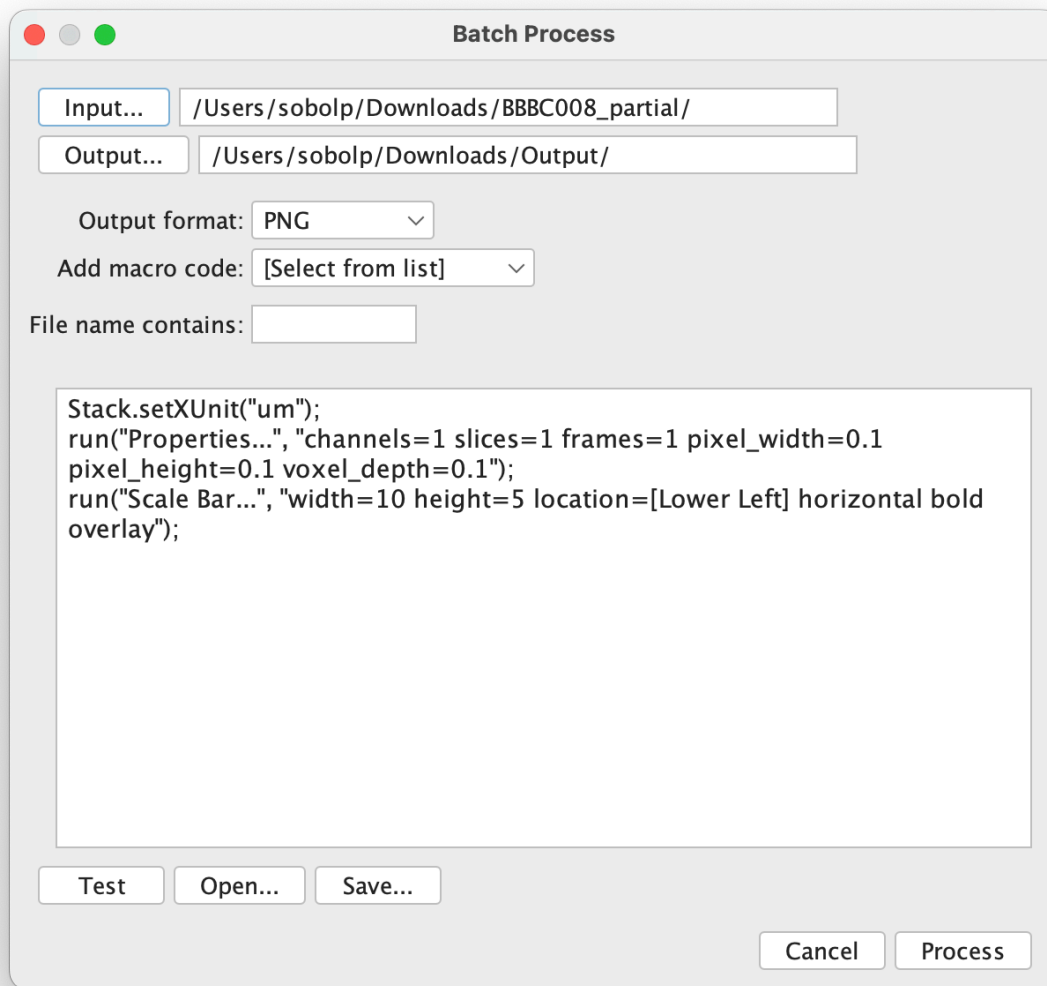 Batch Process
Input... /Users/sobolp/Downloads/BBBC008_partial/
Output... /Users/sobolp/Downloads/Output/
Output format: PNG
Add macro code: [Select from list]
File name contains:
Stack.setXUnit("um");
run("Properties...", "channels=1 slices=1 frames=1 pixel_width=0.1
pixel_height=0.1 voxel_depth=0.1");
run("Scale Bar...", "width=10 height=5 location=[Lower Left] horizontal bold
overlay");
Test Open... Save...
Cancel Process